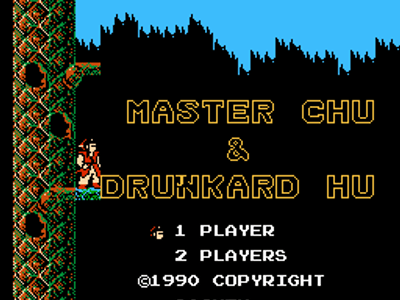 MASTER CHU
&
DRUNKARD HU
1 PLAYER
2 PLAYERS
©1990 COPYRIGHT